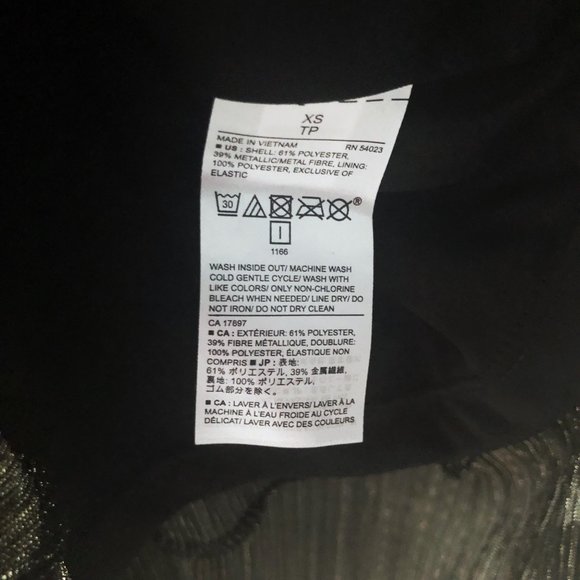 XS
TP
MADE IN VIETNAM RN 54023
■ US : SHELL: 61% POLYESTER,
39% METALLIC/METAL FIBRE, LINING:
100% POLYESTER, EXCLUSIVE OF
ELASTIC
30 ®
1166
WASH INSIDE OUT/ MACHINE WASH
COLD GENTLE CYCLE/ WASH WITH
LIKE COLORS/ ONLY NON-CHLORINE
BLEACH WHEN NEEDED/ LINE DRY/ DO
NOT IRON/ DO NOT DRY CLEAN
CA 17897
■ CA : EXTÉRIEUR: 61% POLYESTER,
39% FIBRE MÉTALLIQUE, DOUBLURE:
100% POLYESTER, ÉLASTIQUE NON
COMPRIS ■ JP : 表地:
61% ポリエステル, 39% 金属繊維,
裏地: 100% ポリエステル,
ゴム部分を除く。
■ CA : LAVER À L'ENVERS/ LAVER À LA
MACHINE À L'EAU FROIDE AU CYCLE
DÉLICAT/ LAVER AVEC DES COULEURS